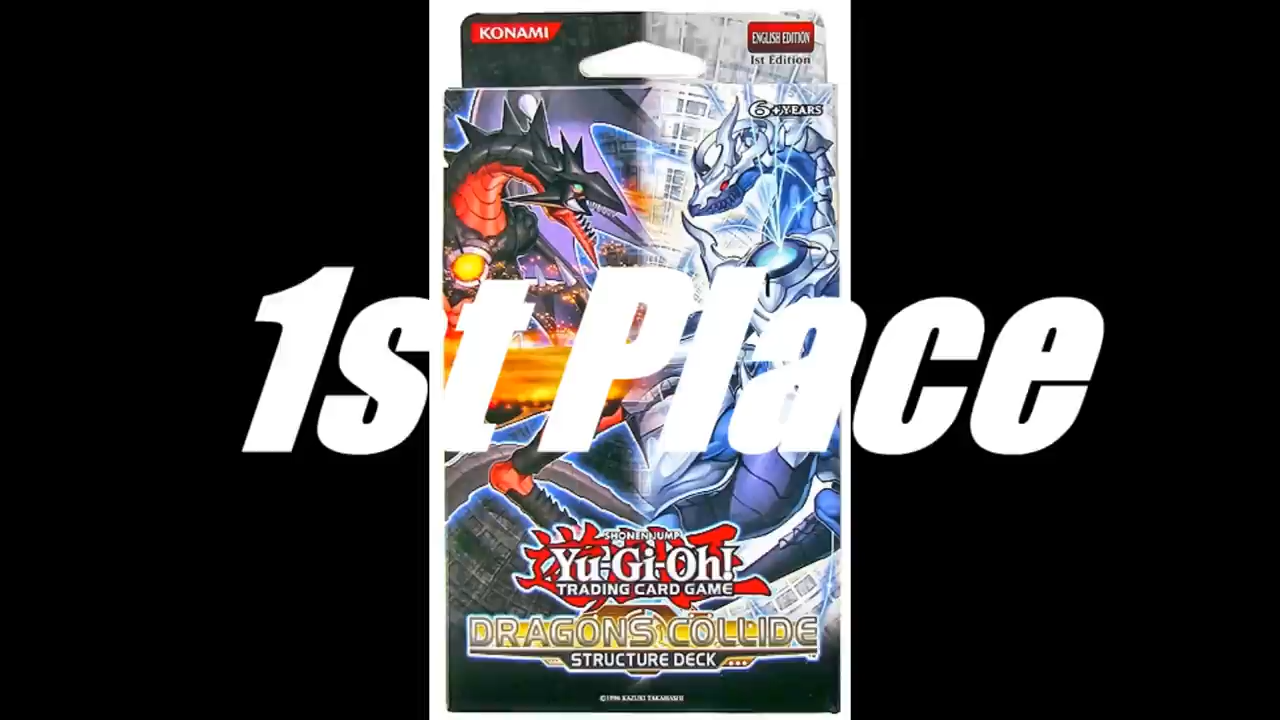 KONAMI
ENGLISH EDITION
1st Edition
6+YEARS
1st Place
SHONEN JUMP
Yu-Gi-Oh!
TRADING CARD GAME
DRAGONS COLLIDE
STRUCTURE DECK
©1996 KAZUKI TAKAHASHI